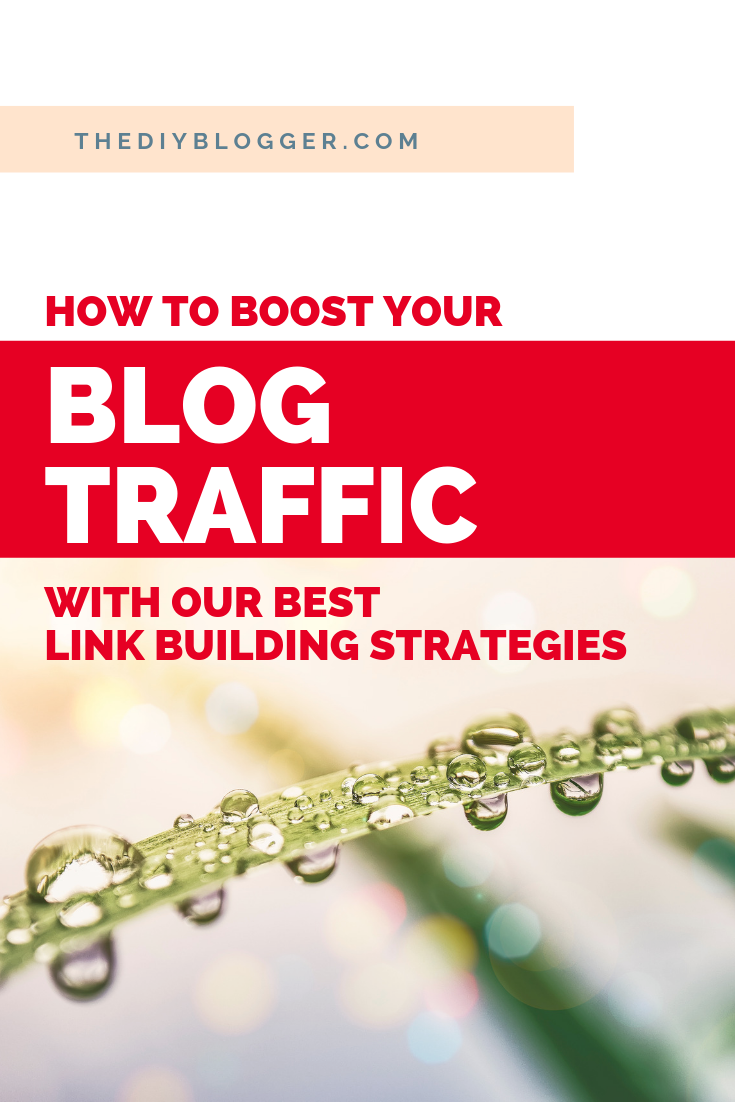 THEDIYBLOGGER.COM
HOW TO BOOST YOUR
BLOG
TRAFFIC
WITH OUR BEST
LINK BUILDING STRATEGIES